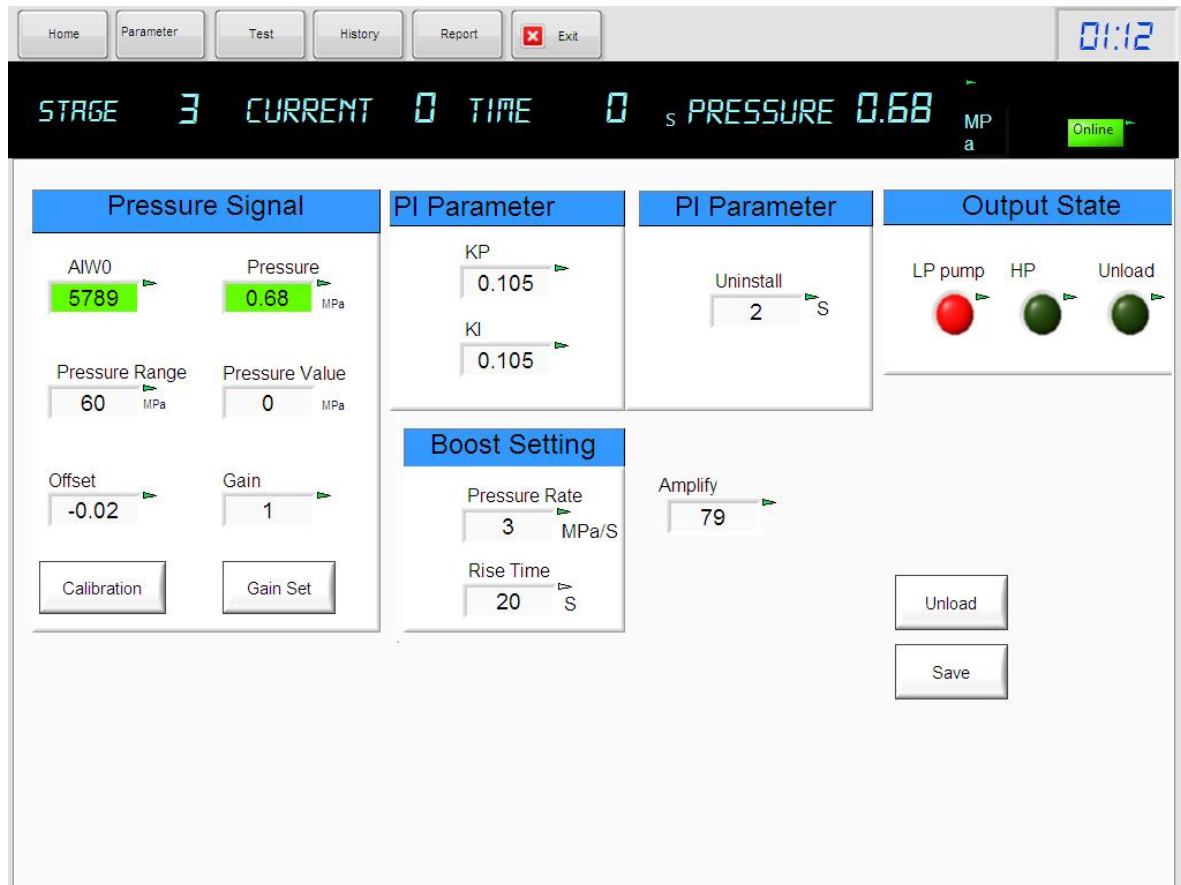 Home Parameter Test History Report Exit 01:12
STAGE 3 CURRENT 0 TIME 0 S PRESSURE 0.68 MP
a
Online
Pressure Signal
AIW0 Pressure
5789 0.68 MPa
Pressure Range Pressure Value
60 MPa 0 MPa
Offset Gain
-0.02 1
Calibration Gain Set
PI Parameter
KP
0.105
KI
0.105
PI Parameter
Uninstall
2 S
Output State
LP pump HP Unload
Boost Setting
Pressure Rate
3 MPa/S
Rise Time
20 S
Amplify
79
Unload
Save